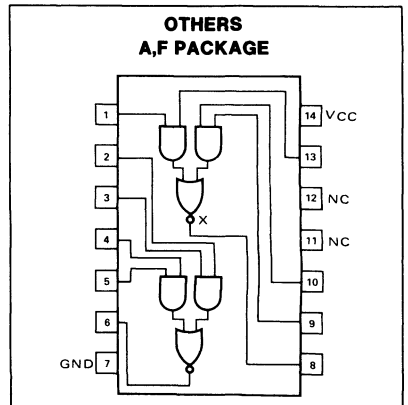 OTHERS
A,F PACKAGE
1
14 VCC
2
13
3
12 NC
X
4
11 NC
5
10
6
9
GND 7
8